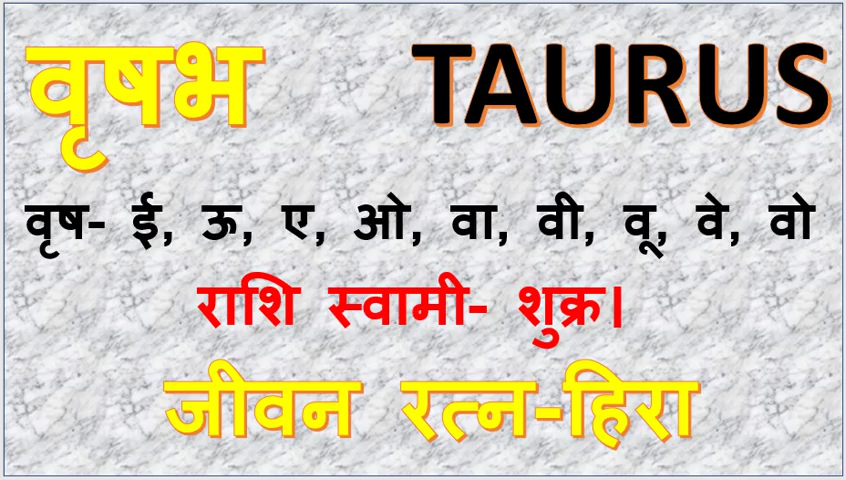 वृषभ TAURUS
वृष- ई, ऊ, ए, ओ, वा, वी, वू, वे, वो
राशि स्वामी- शुक्र।
जीवन रत्न-हिरा